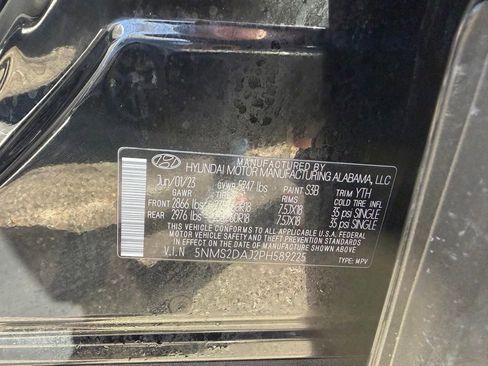 MANUFACTURED BY
HYUNDAI MOTOR MANUFACTURING ALABAMA, LLC
Jun/01/23 GVWR 5847 lbs PAINT S3B TRIM YTH
GAWR TIRES RIMS COLD TIRE INF.
FRONT 2866 lbs 7.5JX18 35 psi SINGLE
REAR 2976 lbs 7.5JX18 35 psi SINGLE
THIS VEHICLE CONFORMS TO ALL APPLICABLE U.S.A. FEDERAL
MOTOR VEHICLE SAFETY AND BUMPER STANDARDS IN
EFFECT ON THE DATE OF MANUFACTURE SHOWN ABOVE.
V.I.N 5NMS2DAJ2PH589225 TYPE: MPV